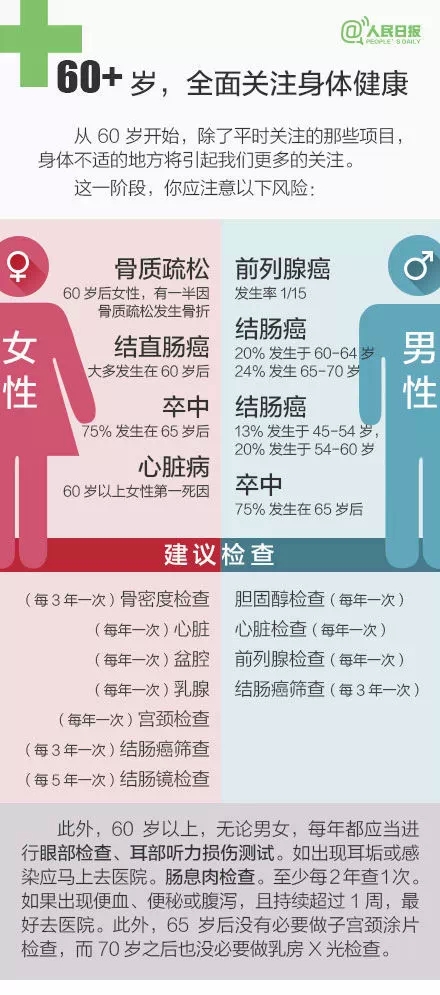 @人民日报
PEOPLE'S DAILY
60+ 岁，全面关注身体健康
从 60 岁开始，除了平时关注的那些项目，
身体不适的地方将引起我们更多的关注。
这一阶段，你应注意以下风险：
女性
骨质疏松
60 岁后女性，有一半因
骨质疏松发生骨折
结直肠癌
大多发生在 60 岁后
卒中
75% 发生在 65 岁后
心脏病
60 岁以上女性第一死因
男性
前列腺癌
发生率 1/15
结肠癌
20% 发生于 60-64 岁
24% 发生 65-70 岁
结肠癌
13% 发生于 45-54 岁，
20% 发生于 54-60 岁
卒中
75% 发生在 65 岁后
建议检查
（每 3 年一次）骨密度检查
（每年一次）心脏
（每年一次）盆腔
（每年一次）乳腺
（每年一次）宫颈检查
（每 3 年一次）结肠癌筛查
（每 5 年一次）结肠镜检查
胆固醇检查（每年一次）
心脏检查（每年一次）
前列腺检查（每年一次）
结肠癌筛查（每 3 年一次）
此外，60 岁以上，无论男女，每年都应当进
行眼部检查、耳部听力损伤测试。如出现耳垢或感
染应马上去医院。肠息肉检查。至少每2年查1次。
如果出现便血、便秘或腹泻，且持续超过 1 周，最
好去医院。此外，65 岁后没有必要做子宫颈涂片
检查，而 70 岁之后也没必要做乳房 X 光检查。